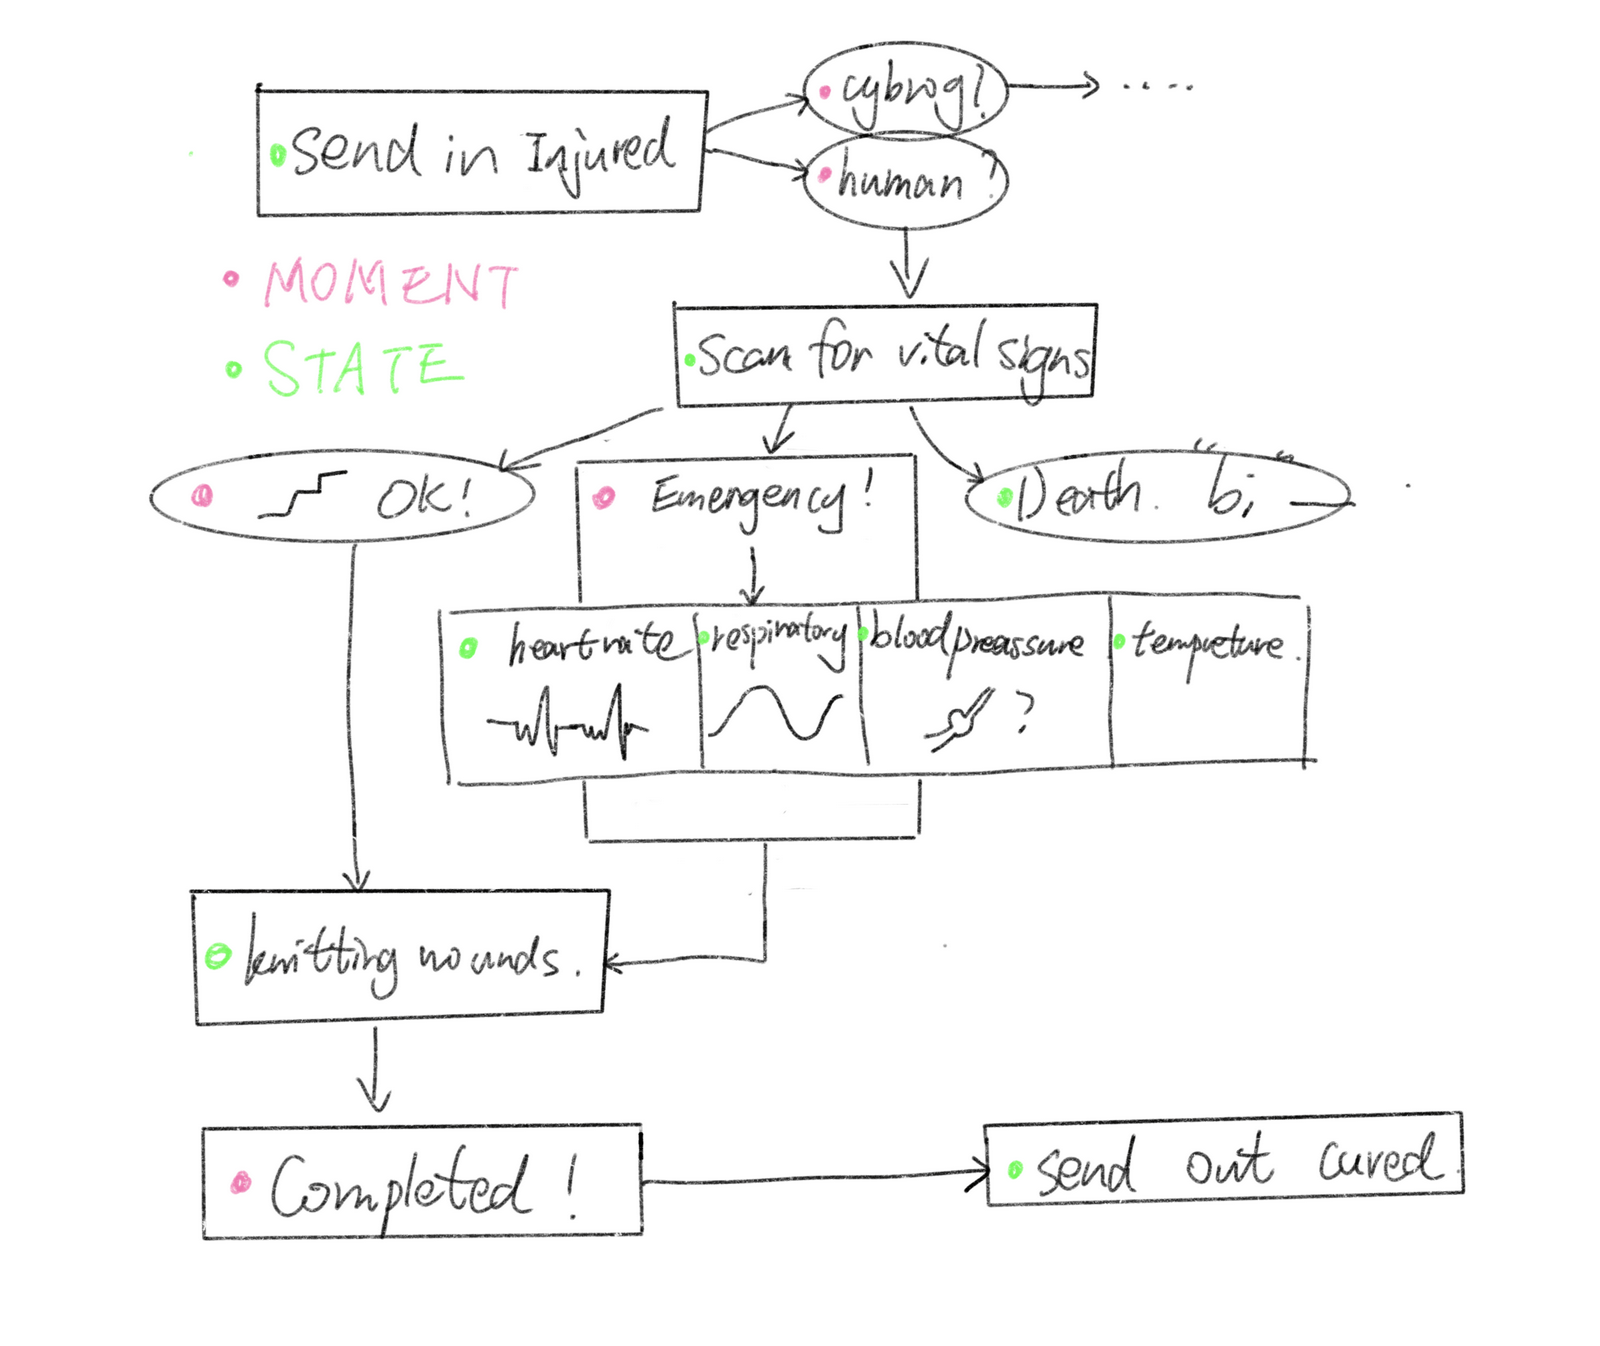 cybrog?
.....
Send in Injured
human?
MOMENT
STATE
Scan for vital signs
OK!
Emergency!
Death. "bi —"
heartrate
respiratory
bloodpreassure
tempreture.
?
knitting wounds.
Completed!
send out cured.